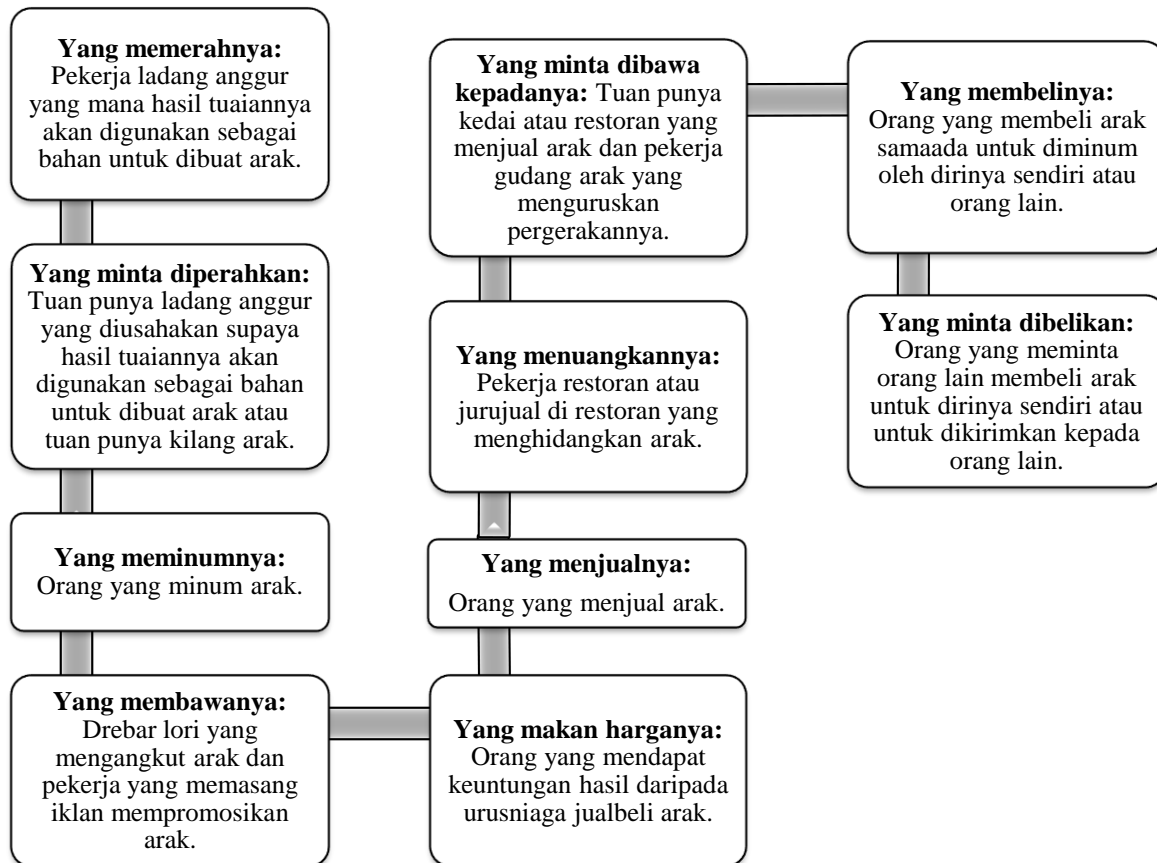 Yang memerahnya:
Pekerja ladang anggur
yang mana hasil tuaiannya
akan digunakan sebagai
bahan untuk dibuat arak.
Yang minta diperahkan:
Tuan punya ladang anggur
yang diusahakan supaya
hasil tuaiannya akan
digunakan sebagai bahan
untuk dibuat arak atau
tuan punya kilang arak.
Yang meminumnya:
Orang yang minum arak.
Yang membawanya:
Drebar lori yang
mengangkut arak dan
pekerja yang memasang
iklan mempromosikan
arak.
Yang makan harganya:
Orang yang mendapat
keuntungan hasil daripada
urusniaga jualbeli arak.
Yang menjualnya:
Orang yang menjual arak.
Yang menuangkannya:
Pekerja restoran atau
jurujual di restoran yang
menghidangkan arak.
Yang minta dibawa
kepadanya: Tuan punya
kedai atau restoran yang
menjual arak dan pekerja
gudang arak yang
menguruskan
pergerakannya.
Yang membelinya:
Orang yang membeli arak
samaada untuk diminum
oleh dirinya sendiri atau
orang lain.
Yang minta dibelikan:
Orang yang meminta
orang lain membeli arak
untuk dirinya sendiri atau
untuk dikirimkan kepada
orang lain.